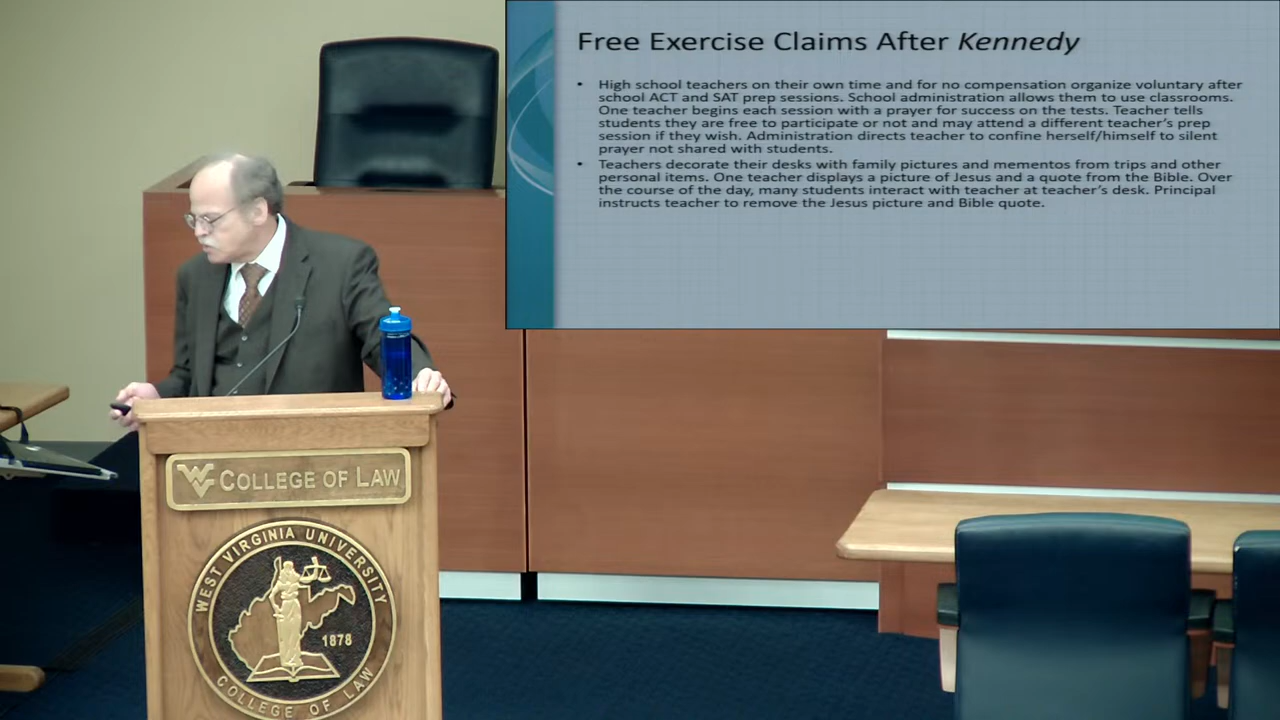 Free Exercise Claims After Kennedy
• High school teachers on their own time and for no compensation organize voluntary after
school ACT and SAT prep sessions. School administration allows them to use classrooms.
One teacher begins each session with a prayer for success on the tests. Teacher tells
students they are free to participate or not and may attend a different teacher's prep
session if they wish. Administration directs teacher to confine herself/himself to silent
prayer not shared with students.
• Teachers decorate their desks with family pictures and mementos from trips and other
personal items. One teacher displays a picture of Jesus and a quote from the Bible. Over
the course of the day, many students interact with teacher at teacher's desk. Principal
instructs teacher to remove the Jesus picture and Bible quote.
WV COLLEGE OF LAW
WEST VIRGINIA UNIVERSITY
1878
COLLEGE OF LAW